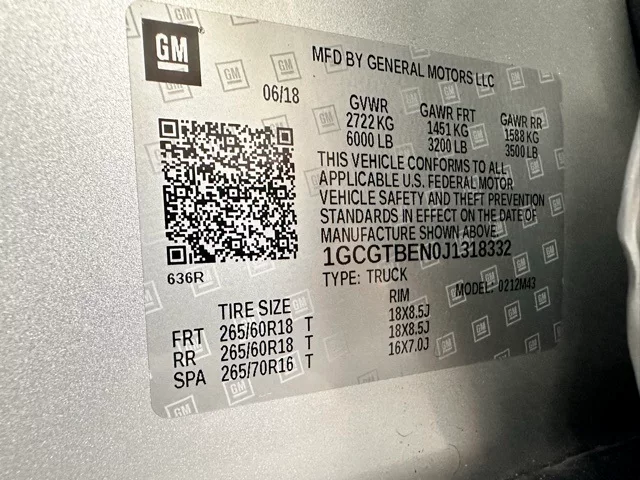 GM
MFD BY GENERAL MOTORS LLC
06/18
GVWR GAWR FRT GAWR RR
2722 KG 1451 KG 1588 KG
6000 LB 3200 LB 3500 LB
THIS VEHICLE CONFORMS TO ALL
APPLICABLE U.S. FEDERAL MOTOR
VEHICLE SAFETY AND THEFT PREVENTION
STANDARDS IN EFFECT ON THE DATE OF
MANUFACTURE SHOWN ABOVE.
1GCGTBEN0J1318332
636R
TYPE: TRUCK MODEL: 0212M43
TIRE SIZE RIM
FRT 265/60R18 T 18X8.5J
RR 265/60R18 T 18X8.5J
SPA 265/70R16 T 16X7.0J